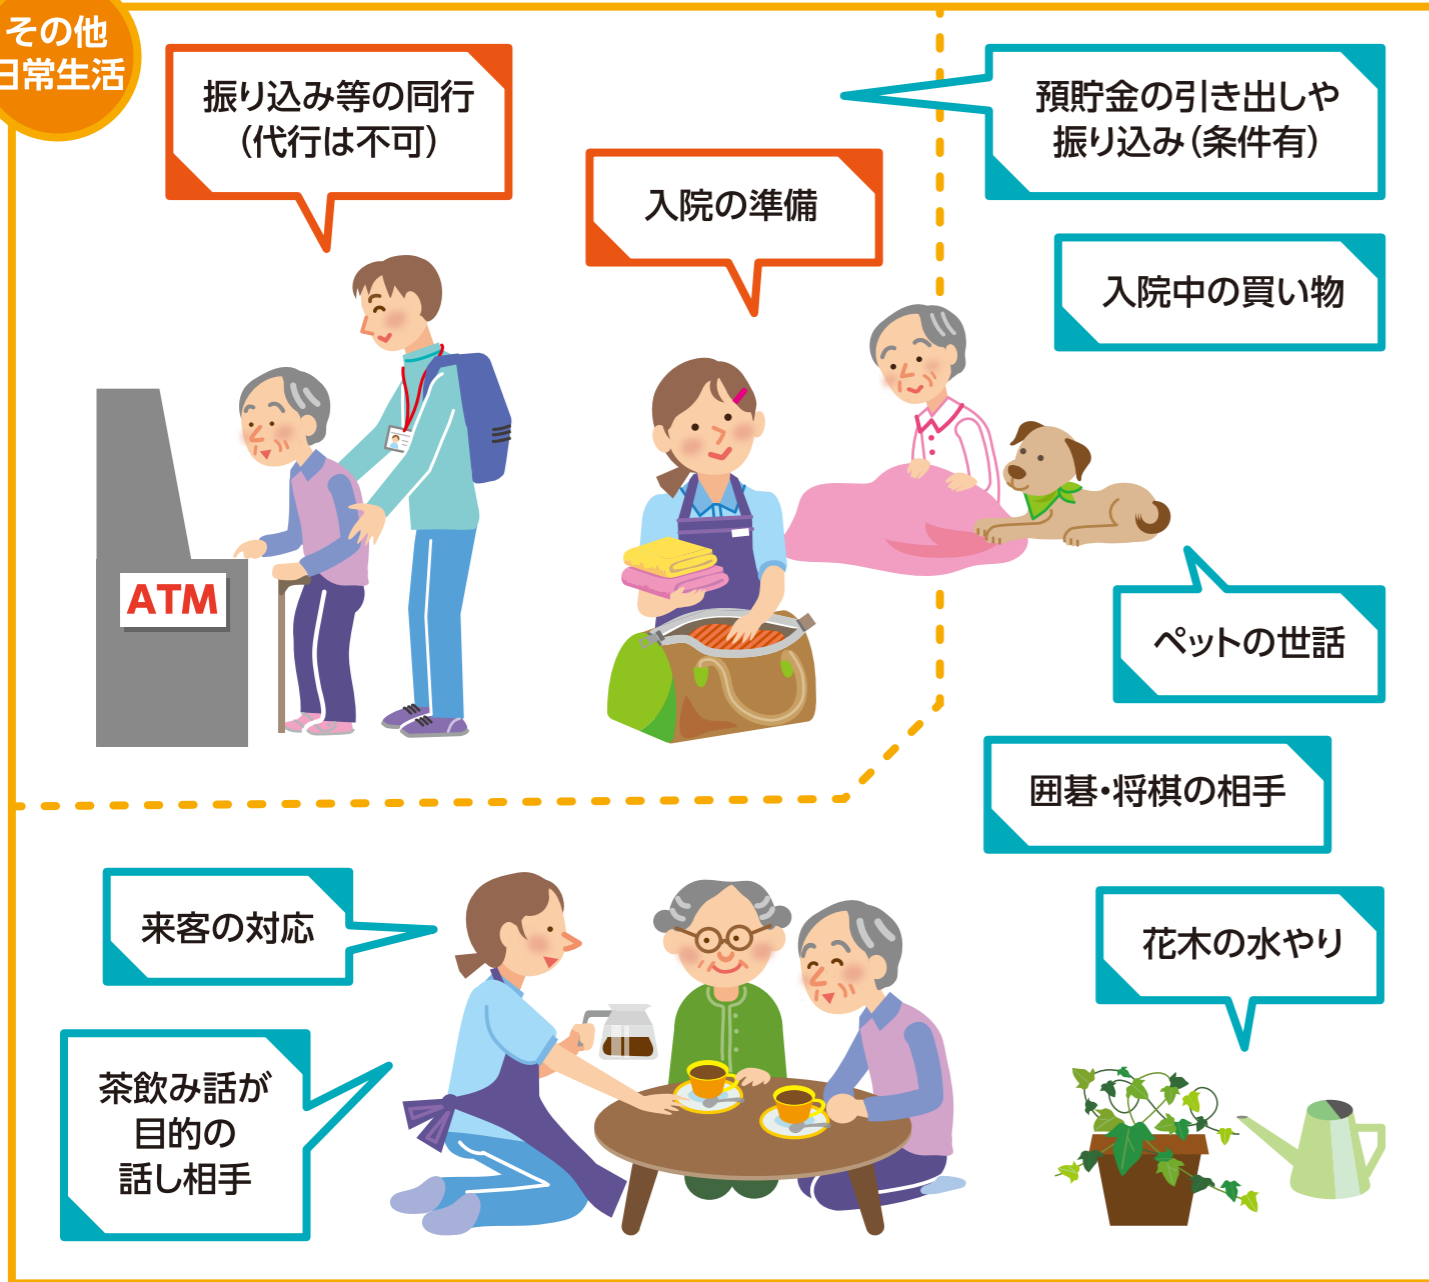 その他
日常生活
振り込み等の同行
（代行は不可）
入院の準備
預貯金の引き出しや
振り込み（条件有）
入院中の買い物
ATM
ペットの世話
囲碁・将棋の相手
来客の対応
花木の水やり
茶飲み話が
目的の
話し相手